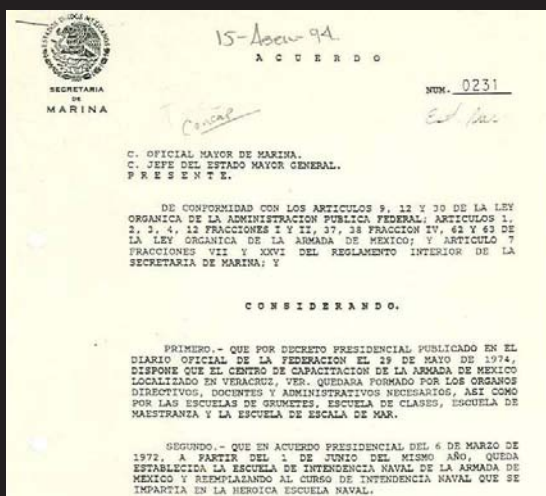 ESTADOS UNIDOS MEXICANOS
SECRETARIA
DE
MARINA
A C U E R D O
NUM. 0231
C. OFICIAL MAYOR DE MARINA.
C. JEFE DEL ESTADO MAYOR GENERAL.
P R E S E N T E.
DE CONFORMIDAD CON LOS ARTICULOS 9, 12 Y 30 DE LA LEY
ORGANICA DE LA ADMINISTRACION PUBLICA FEDERAL; ARTICULOS 1,
2, 3, 4, 12 FRACCIONES I Y II, 37, 38 FRACCION IV, 62 Y 63 DE
LA LEY ORGANICA DE LA ARMADA DE MEXICO; Y ARTICULO 7
FRACCIONES VII Y XXVI DEL REGLAMENTO INTERIOR DE LA
SECRETARIA DE MARINA; Y
C O N S I D E R A N D O.
PRIMERO.- QUE POR DECRETO PRESIDENCIAL PUBLICADO EN EL
DIARIO OFICIAL DE LA FEDERACION EL 29 DE MAYO DE 1974,
DISPONE QUE EL CENTRO DE CAPACITACION DE LA ARMADA DE MEXICO
LOCALIZADO EN VERACRUZ, VER. QUEDARA FORMADO POR LOS ORGANOS
DIRECTIVOS, DOCENTES Y ADMINISTRATIVOS NECESARIOS, ASI COMO
POR LAS ESCUELAS DE GRUMETES, ESCUELA DE CLASES, ESCUELA DE
MAESTRANZA Y LA ESCUELA DE ESCALA DE MAR.
SEGUNDO.- QUE EN ACUERDO PRESIDENCIAL DEL 6 DE MARZO DE
1972, A PARTIR DEL 1 DE JUNIO DEL MISMO AÑO, QUEDA
ESTABLECIDA LA ESCUELA DE INTENDENCIA NAVAL DE LA ARMADA DE
MEXICO Y REEMPLAZANDO AL CURSO DE INTENDENCIA NAVAL QUE SE
IMPARTIA EN LA HEROICA ESCUELA NAVAL.